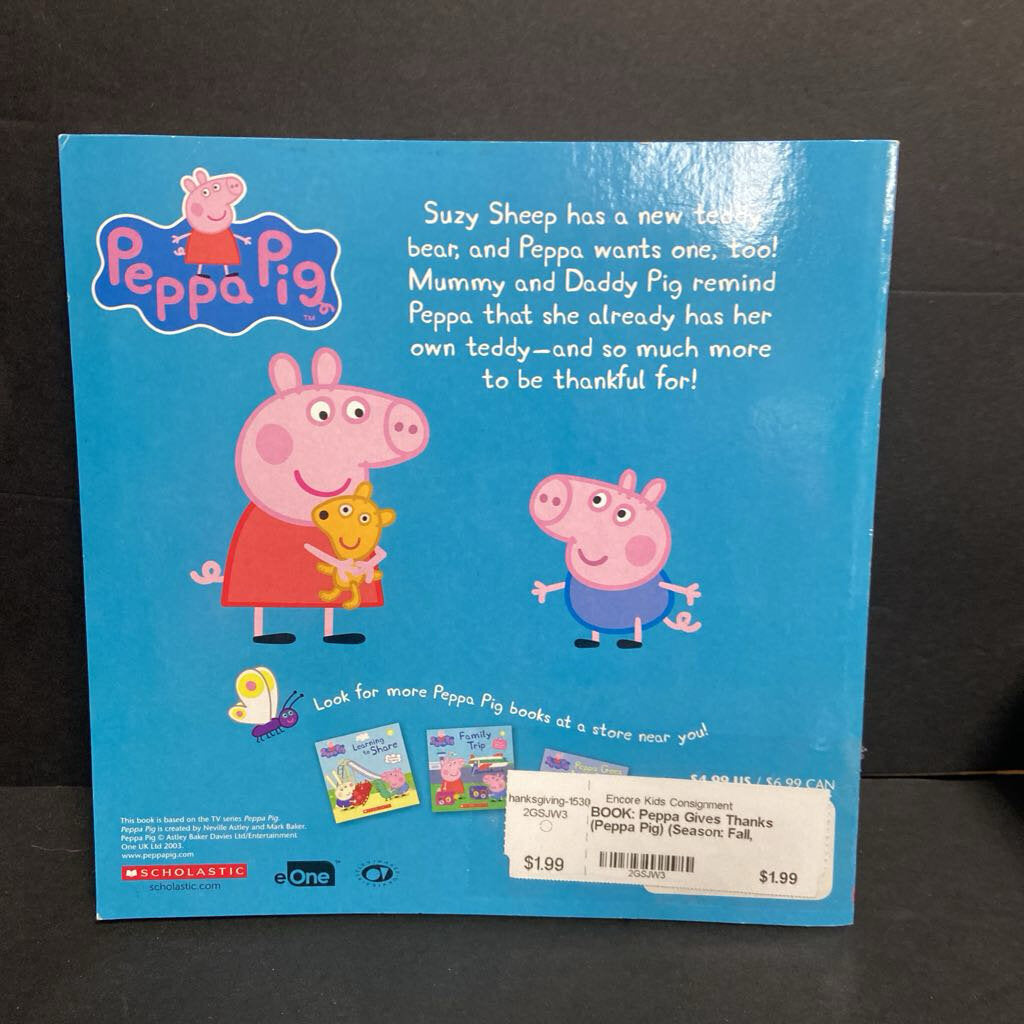 Peppa Pig
TM
Suzy Sheep has a new teddy
bear, and Peppa wants one, too!
Mummy and Daddy Pig remind
Peppa that she already has her
own teddy—and so much more
to be thankful for!
Look for more Peppa Pig books at a store near you!
Learning
to Share
Family
Trip
Peppa Goes
$4.99 US / $6.99 CAN
This book is based on the TV series Peppa Pig.
Peppa Pig is created by Neville Astley and Mark Baker.
Peppa Pig © Astley Baker Davies Ltd/Entertainment
One UK Ltd 2003.
www.peppapig.com
SCHOLASTIC
scholastic.com
eOne
hanksgiving-1530
2GSJW3
$1.99
Encore Kids Consignment
BOOK: Peppa Gives Thanks
(Peppa Pig) (Season: Fall,
2GSJW3
$1.99